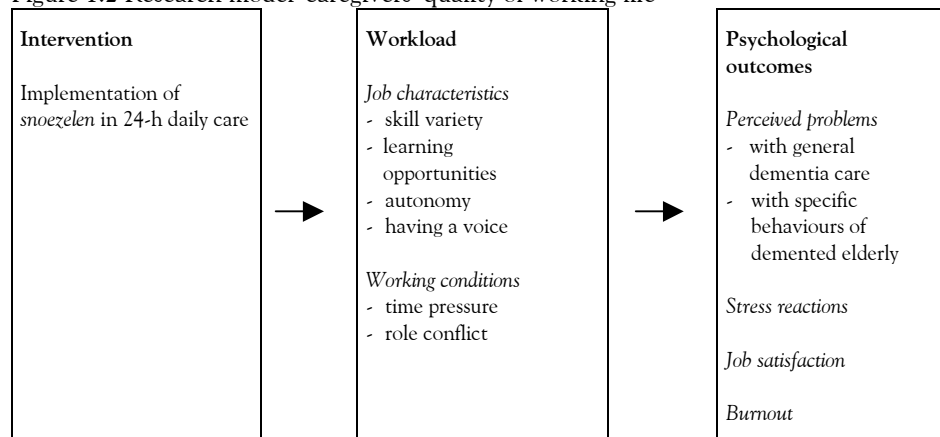 Figure 1.2 Research model 'caregivers' quality of working life'
Intervention
Implementation of
snoezelen in 24-h daily care
Workload
Job characteristics
- skill variety
- learning
opportunities
- autonomy
- having a voice
Working conditions
- time pressure
- role conflict
Psychological
outcomes
Perceived problems
- with general
dementia care
- with specific
behaviours of
demented elderly
Stress reactions
Job satisfaction
Burnout